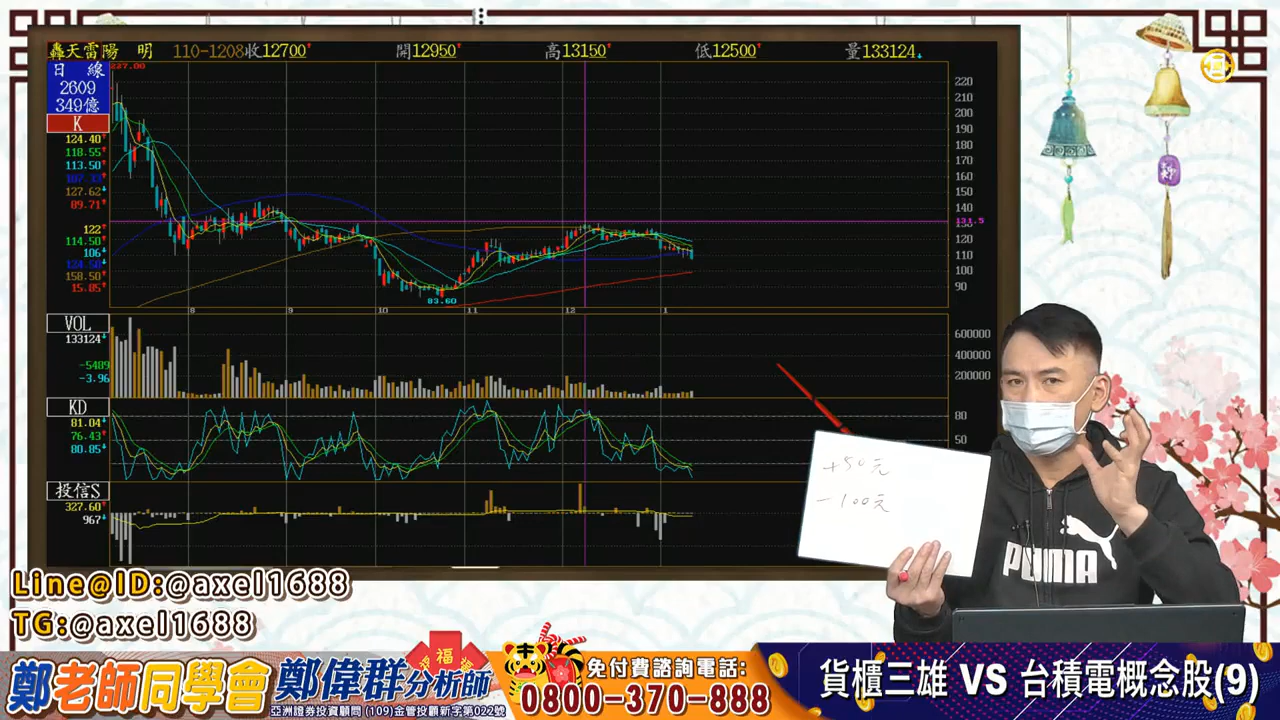 轟天雷陽 明 110-1208收12700 開12950 高13150 低12500 量133124
日 線
2609
349億
K
124.40
118.55
113.50
127.62
89.71
122
114.50
106
158.50
15.85
227.00
83.60
220
210
200
190
180
170
160
150
140
131.5
120
110
100
90
8 9 10 11 12 1
VOL
133124
-5489
-3.96
600000
400000
200000
KD
81.04
76.43
80.85
80
50
投信S
327.60
967
+50元
-100元
PUMA
Line@ID:@axel1688
TG:@axel1688
鄭老師同學會
鄭偉群分析師
亞洲證券投資顧問 (109)金管投顧新字第022號
福
免付費諮詢電話:
0800-370-888
貨櫃三雄 VS 台積電概念股(9)